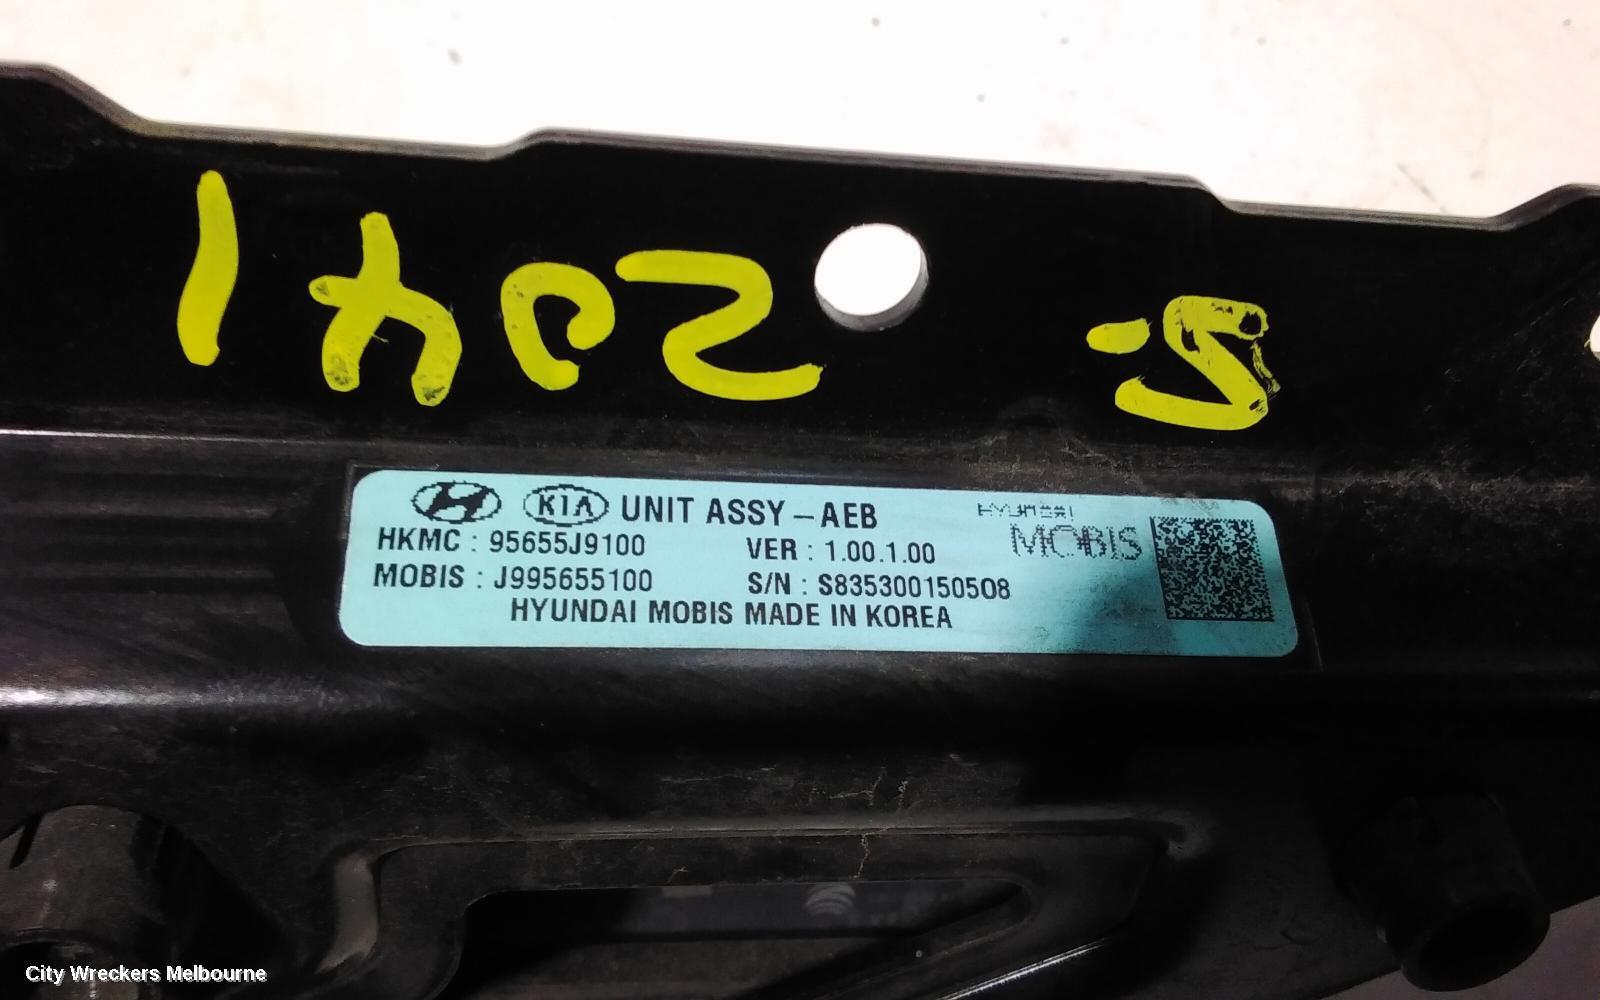 S-2041
HYUNDAI
KIA UNIT ASSY-AEB
MOBIS
HKMC : 95655J9100
VER : 1.00.1.00
MOBIS : J995655100
S/N : S835300150508
HYUNDAI MOBIS MADE IN KOREA
City Wreckers Melbourne